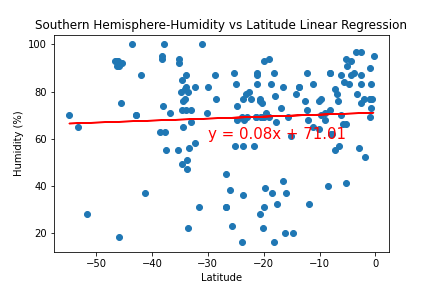 Southern Hemisphere-Humidity vs Latitude Linear Regression
100
80
60
40
20
Humidity (%)
y = 0.08x + 71.01
−50
−40
−30
−20
−10
0
Latitude